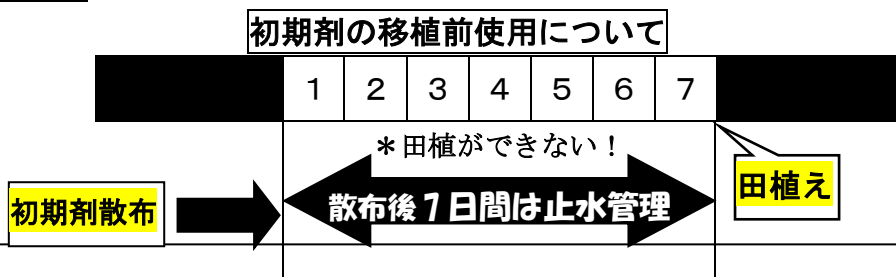 初期剤の移植前使用について
1 2 3 4 5 6 7
＊田植ができない！
田植え
散布後7日間は止水管理
初期剤散布